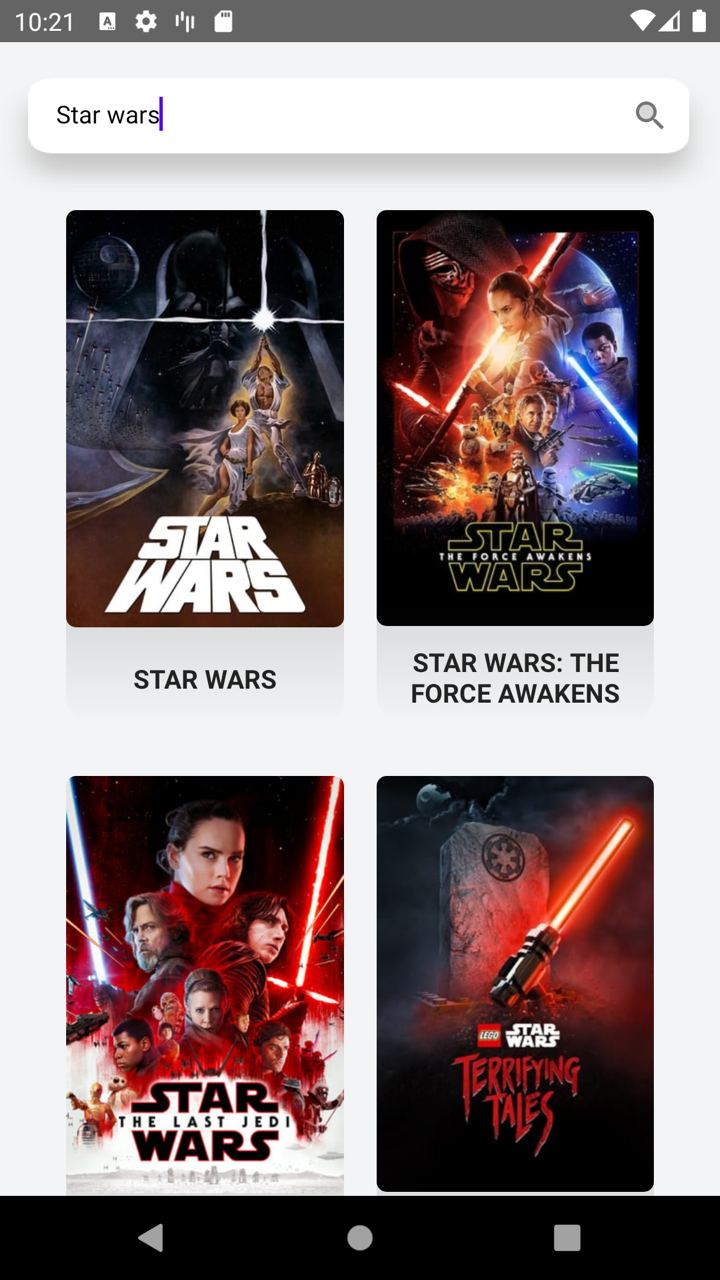 10:21
A
Star wars
STAR
WARS
STAR
THE FORCE AWAKENS
WARS
STAR WARS
STAR WARS: THE
FORCE AWAKENS
STAR
THE LAST JEDI
WARS
LEGO STAR
WARS
TERRIFYING
TALES